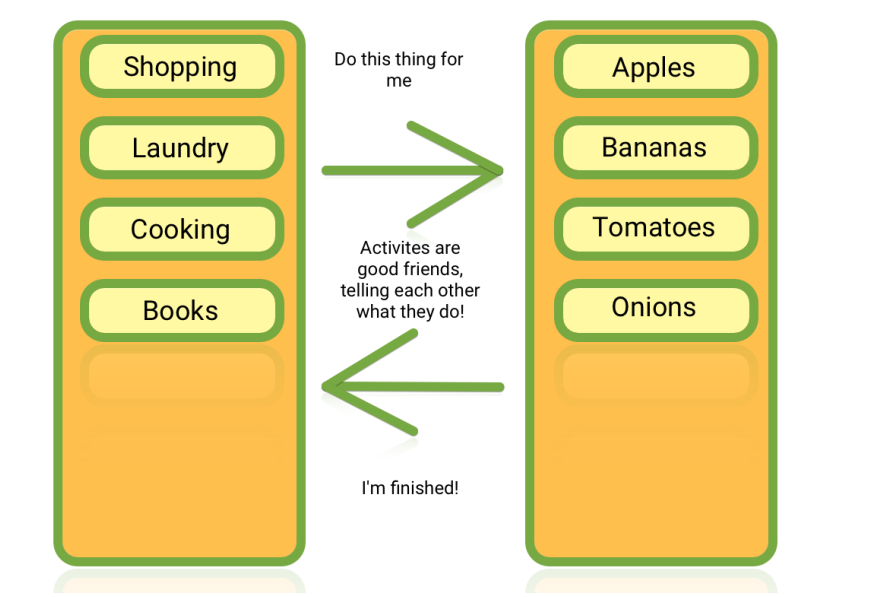 Shopping
Laundry
Cooking
Books
Do this thing for
me
Activites are
good friends,
telling each other
what they do!
I'm finished!
Apples
Bananas
Tomatoes
Onions